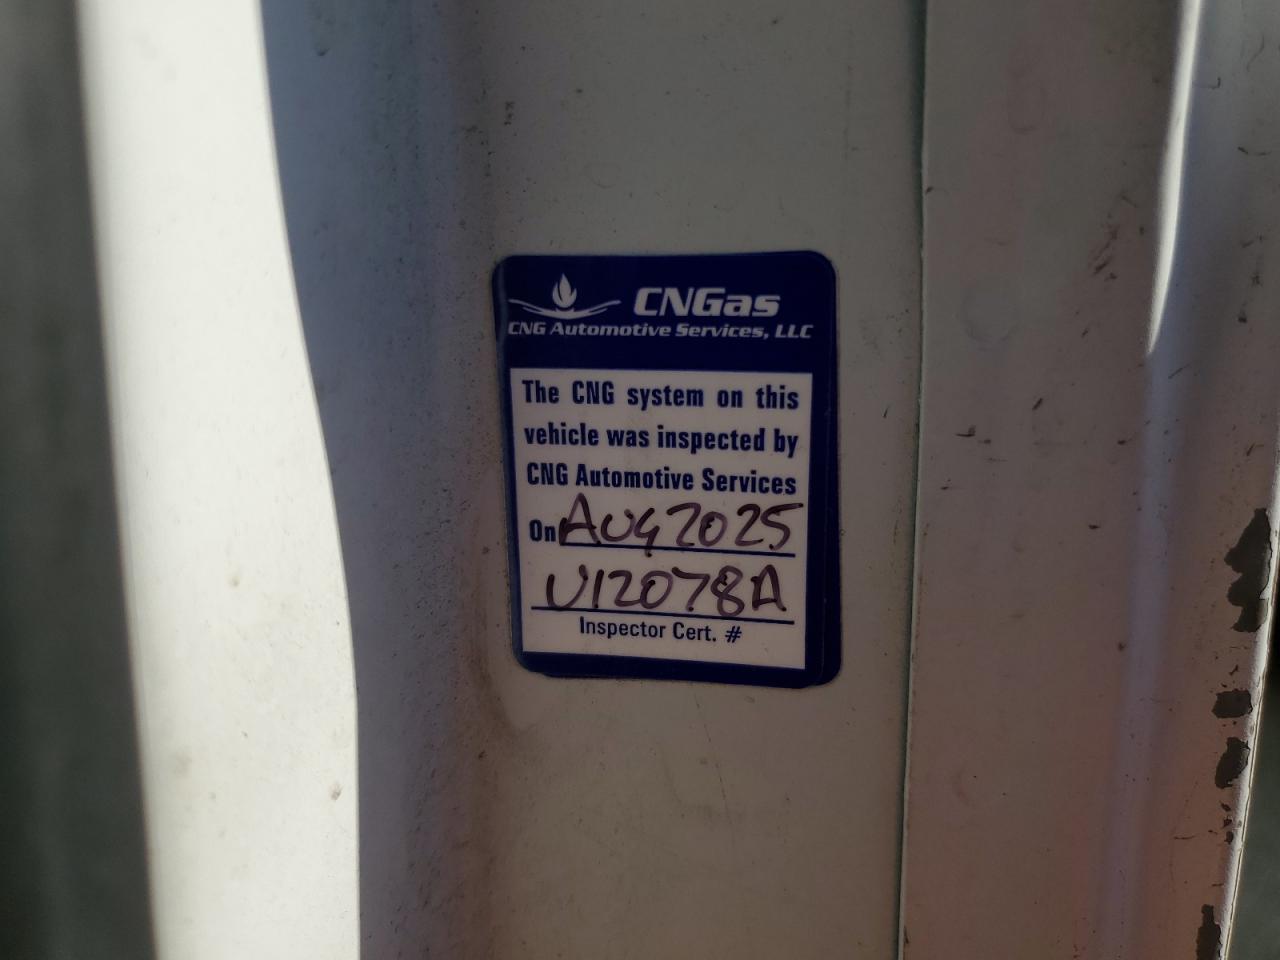 CNGas
CNG Automotive Services, LLC
The CNG system on this
vehicle was inspected by
CNG Automotive Services
On AUG 2025
U12078A
Inspector Cert. #